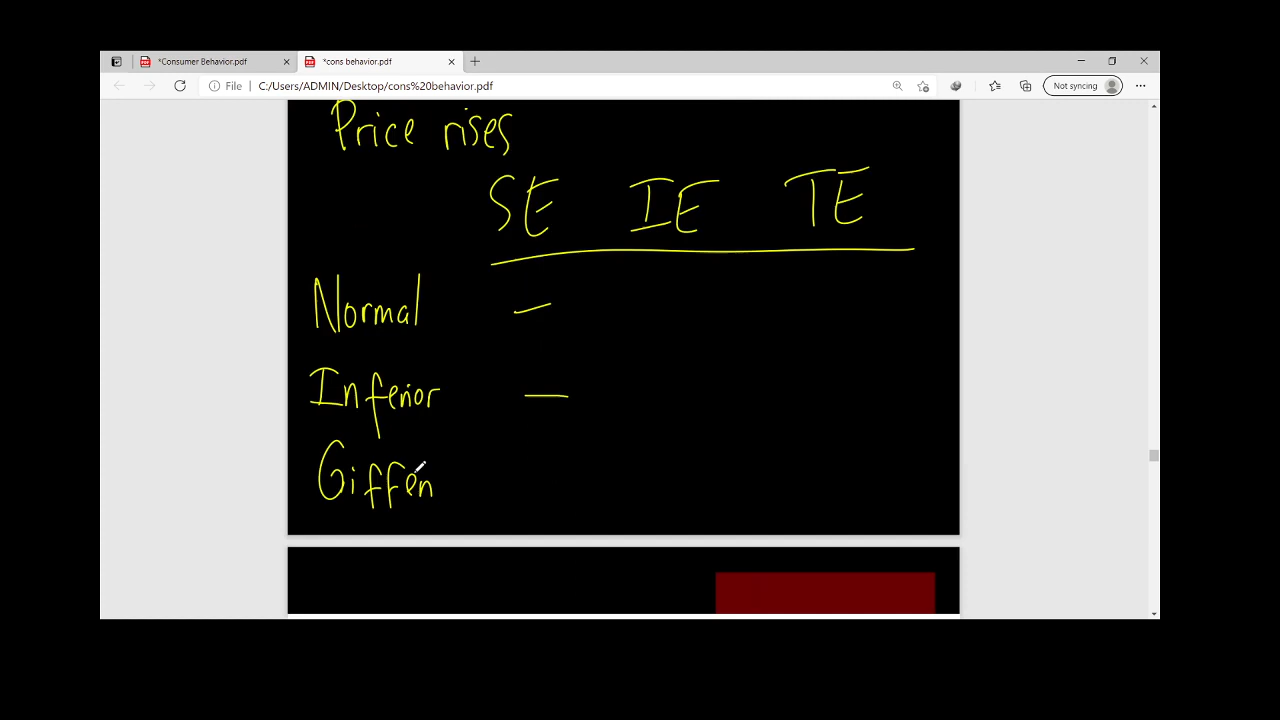 *Consumer Behavior.pdf
*cons behavior.pdf
File
C:/Users/ADMIN/Desktop/cons%20behavior.pdf
Not syncing
Price rises
SE IE TE
Normal —
Inferior —
Giffen